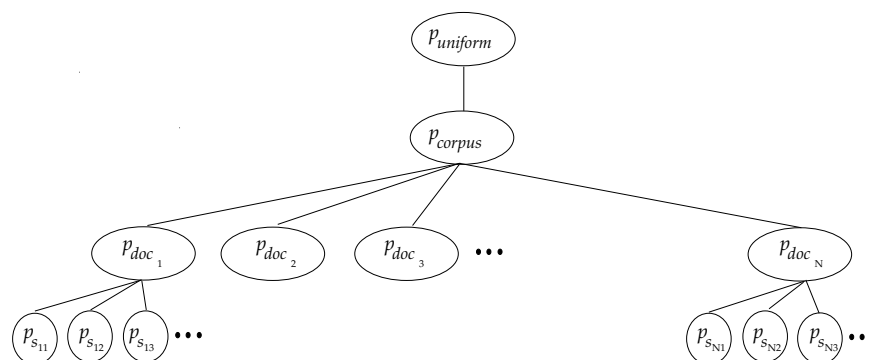 p_uniform
p_corpus
p_doc_1 p_doc_2 p_doc_3 ••• p_doc_N
p_s_11 p_s_12 p_s_13 ••• p_s_N1 p_s_N2 p_s_N3 ••